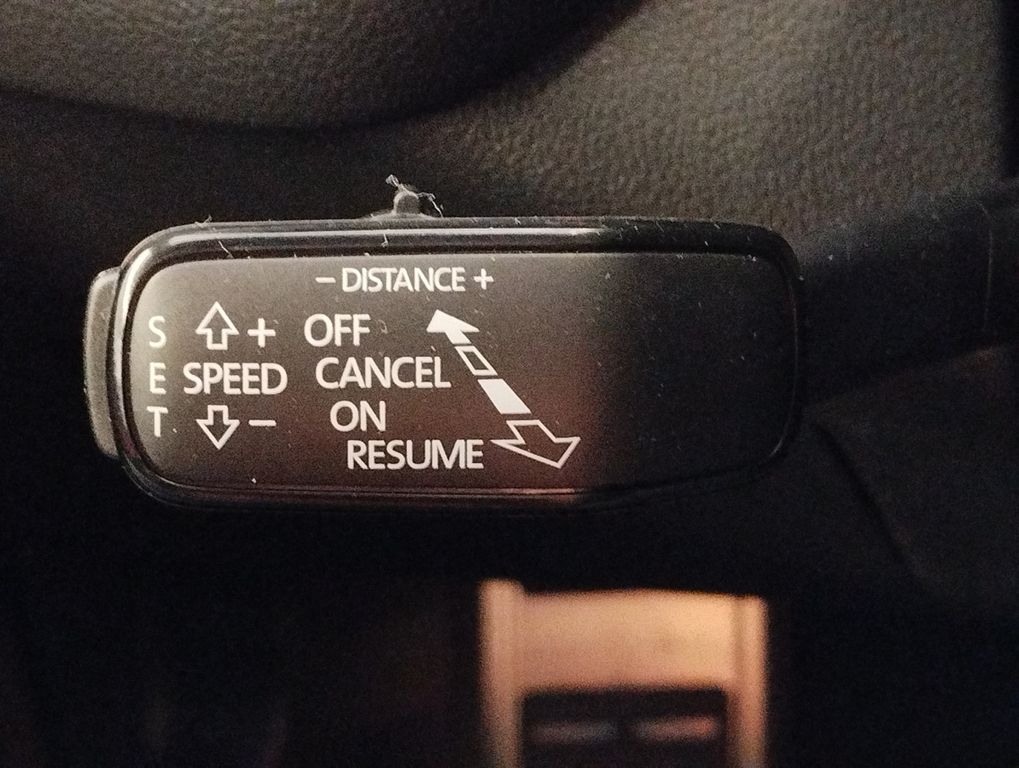 - DISTANCE +
S
E
T
+
SPEED
-
OFF
CANCEL
ON
RESUME